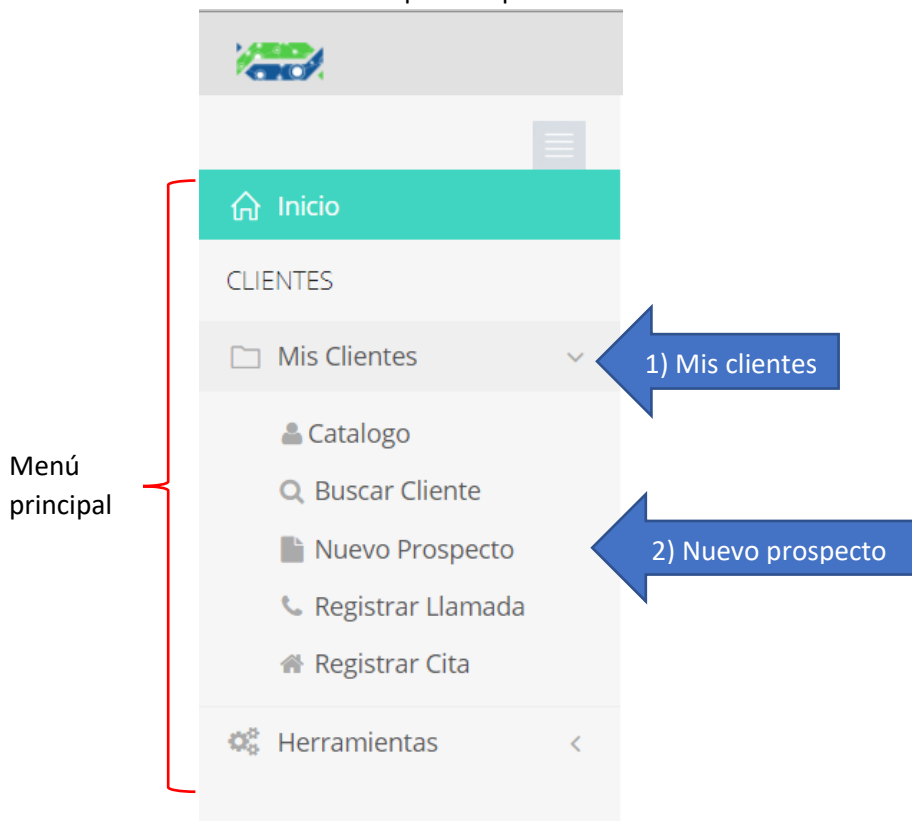 Inicio
CLIENTES
Mis Clientes
1) Mis clientes
Catalogo
Menú
principal
Buscar Cliente
Nuevo Prospecto
2) Nuevo prospecto
Registrar Llamada
Registrar Cita
Herramientas